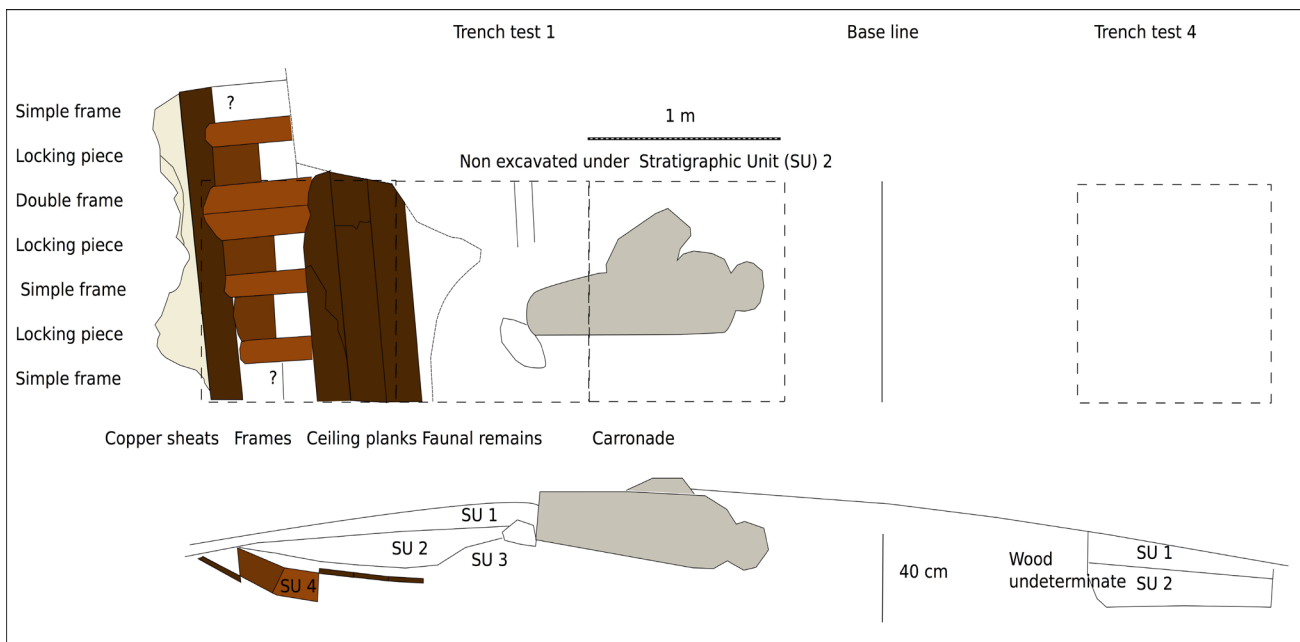 Trench test 1
Base line
Trench test 4
Simple frame
?
1 m
Locking piece
Non excavated under Stratigraphic Unit (SU) 2
Double frame
Locking piece
Simple frame
Locking piece
Simple frame
?
Copper sheats
Frames
Ceiling planks
Faunal remains
Carronade
SU 1
SU 2
SU 3
SU 4
40 cm
Wood
undeterminate
SU 1
SU 2